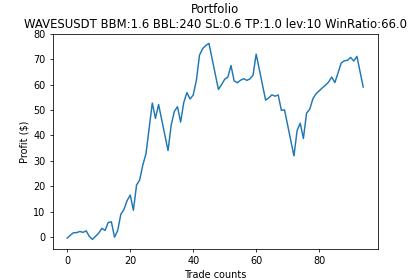 Portfolio
WAVESUSDT BBM:1.6 BBL:240 SL:0.6 TP:1.0 lev:10 WinRatio:66.0
80
70
60
50
40
30
20
10
0
Profit ($)
0 20 40 60 80
Trade counts